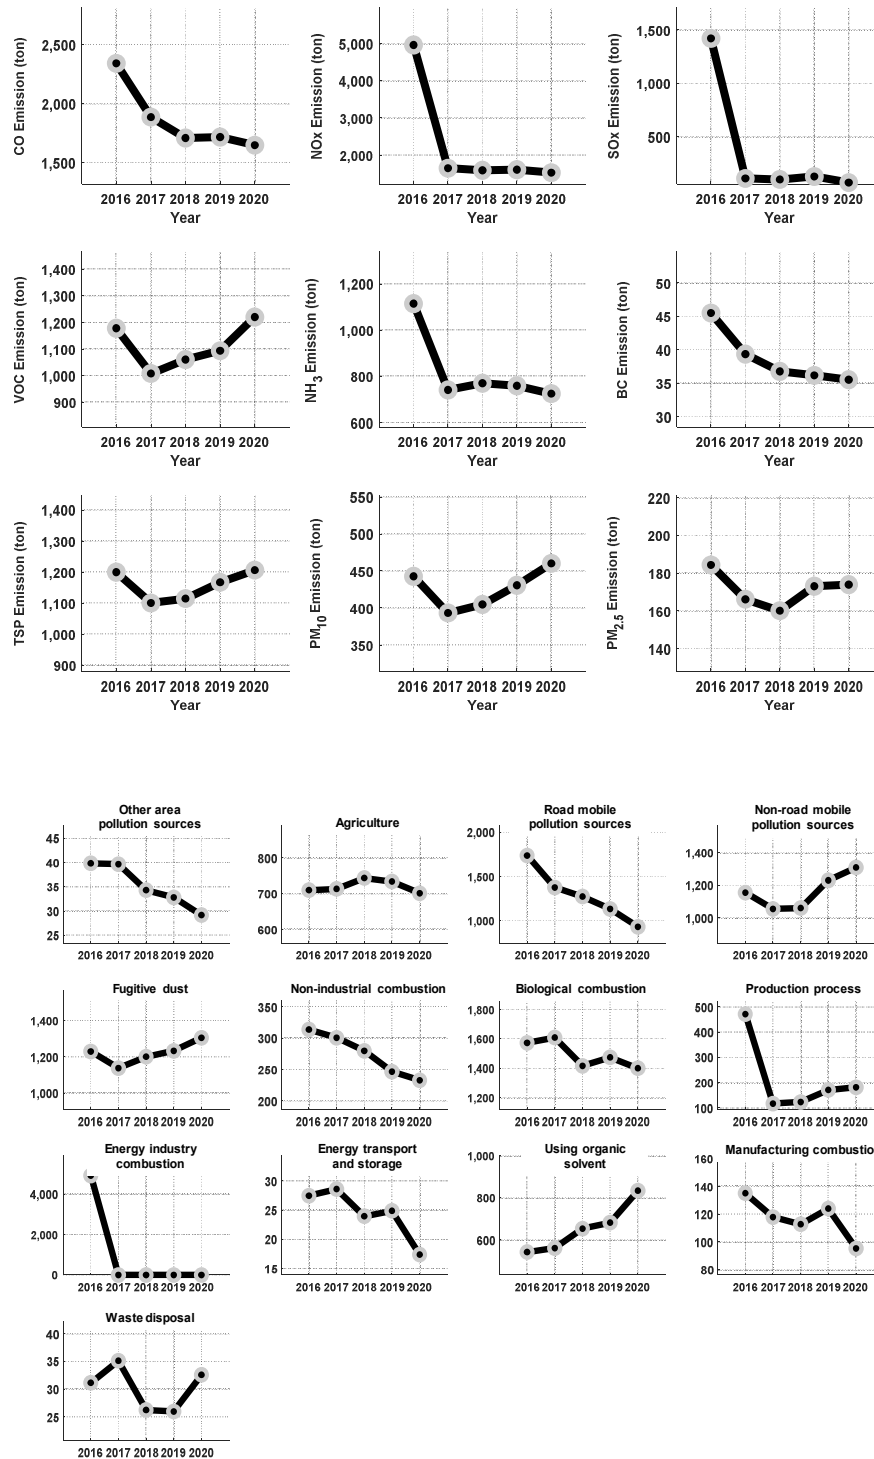 CO Emission (ton)
2,500
2,000
1,500
2016 2017 2018 2019 2020
Year
NOx Emission (ton)
5,000
4,000
3,000
2,000
2016 2017 2018 2019 2020
Year
SOx Emission (ton)
1,500
1,000
500
2016 2017 2018 2019 2020
Year
VOC Emission (ton)
1,400
1,300
1,200
1,100
1,000
900
2016 2017 2018 2019 2020
Year
NH3 Emission (ton)
1,200
1,000
800
600
2016 2017 2018 2019 2020
Year
BC Emission (ton)
50
45
40
35
30
2016 2017 2018 2019 2020
Year
TSP Emission (ton)
1,400
1,300
1,200
1,100
1,000
900
2016 2017 2018 2019 2020
Year
PM10 Emission (ton)
550
500
450
400
350
2016 2017 2018 2019 2020
Year
PM2.5 Emission (ton)
220
200
180
160
140
2016 2017 2018 2019 2020
Year
Other area
pollution sources
45
40
35
30
25
2016 2017 2018 2019 2020
Agriculture
800
700
600
2016 2017 2018 2019 2020
Road mobile
pollution sources
2,000
1,500
1,000
2016 2017 2018 2019 2020
Non-road mobile
pollution sources
1,400
1,200
1,000
2016 2017 2018 2019 2020
Fugitive dust
1,400
1,200
1,000
2016 2017 2018 2019 2020
Non-industrial combustion
350
300
250
200
2016 2017 2018 2019 2020
Biological combustion
1,800
1,600
1,400
1,200
2016 2017 2018 2019 2020
Production process
500
400
300
200
100
2016 2017 2018 2019 2020
Energy industry
combustion
4,000
2,000
0
2016 2017 2018 2019 2020
Energy transport
and storage
30
25
20
15
2016 2017 2018 2019 2020
Using organic
solvent
1,000
800
600
2016 2017 2018 2019 2020
Manufacturing combustio
160
140
120
100
80
2016 2017 2018 2019 2020
Waste disposal
40
35
30
25
2016 2017 2018 2019 2020